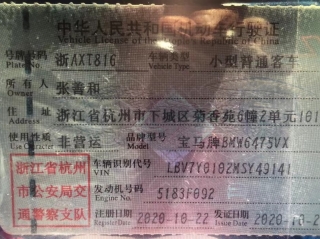 中华人民共和国机动车行驶证
Vehicle License of the People's Republic of China
号牌号码 浙AXT816 车辆类型 小型普通客车
Plate No. Vehicle Type
所有人 张善和
Owner
住址 浙江省杭州市下城区菊香苑6幢2单元101
Address
使用性质 非营运 品牌型号 宝马牌BMW6475VX
浙江省杭州市公安局交通警察支队
车辆识别代号 LBV7Y0102MSY49141
VIN
发动机号码 5183F092
Engine No.
注册日期 2020-10-22 发证日期 2020-10-2
Register Date Issue Date